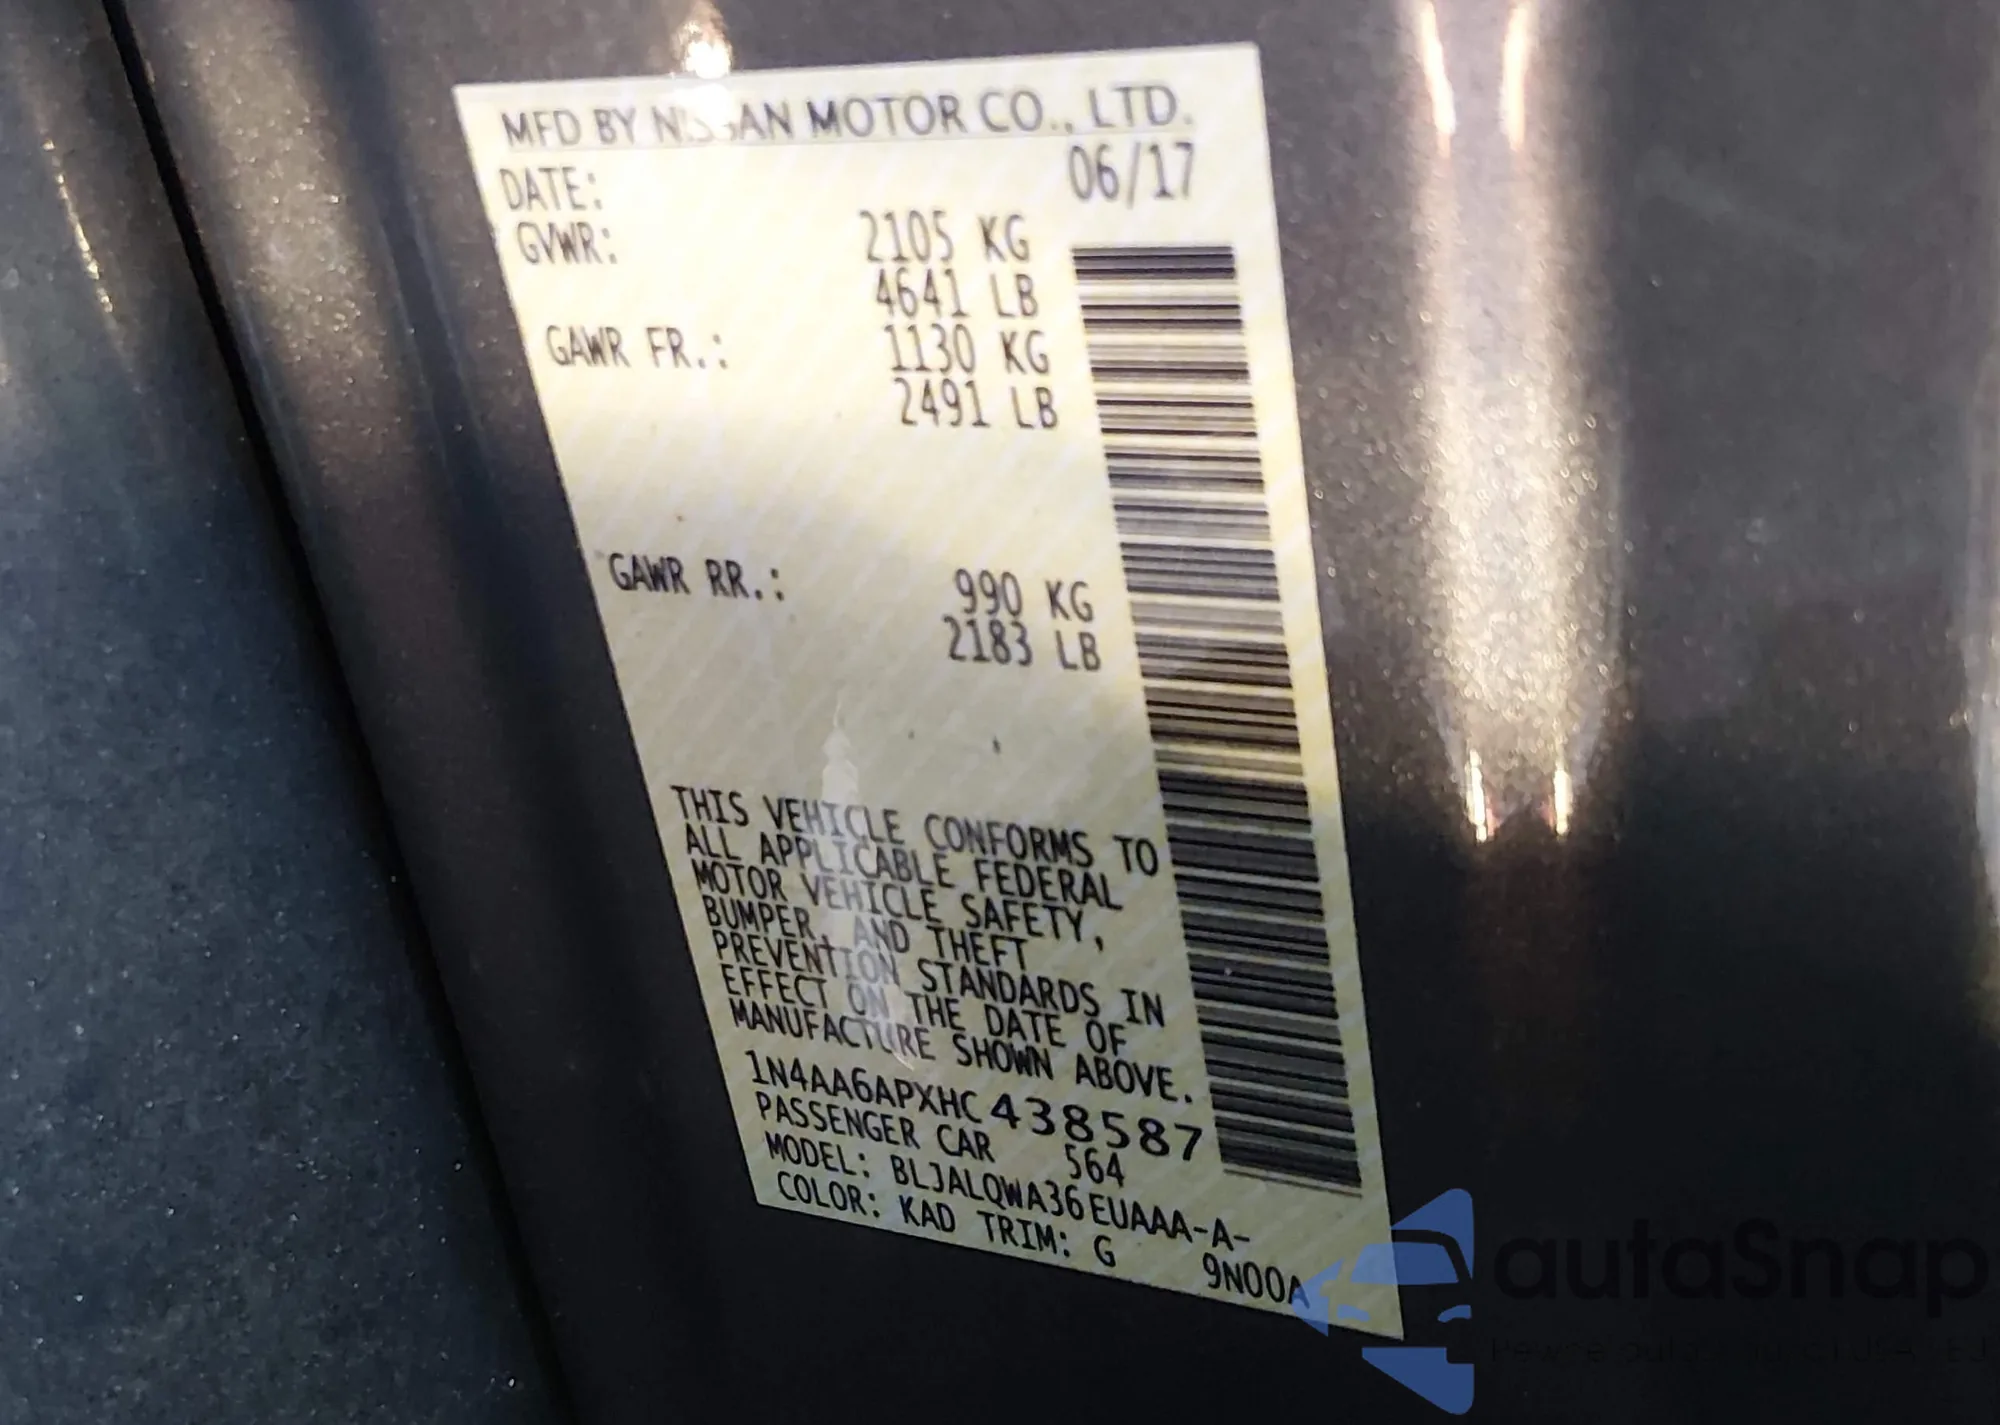 MFD BY NISSAN MOTOR CO., LTD.
DATE: 06/17
GVWR: 2105 KG
4641 LB
GAWR FR.: 1130 KG
2491 LB
GAWR RR.: 990 KG
2183 LB
THIS VEHICLE CONFORMS TO
ALL APPLICABLE FEDERAL
MOTOR VEHICLE SAFETY,
BUMPER, AND THEFT
PREVENTION STANDARDS IN
EFFECT ON THE DATE OF
MANUFACTURE SHOWN ABOVE.
1N4AA6APXHC438587
PASSENGER CAR 564
MODEL: BLJALQWA36EUAAA-A-
COLOR: KAD TRIM: G 9N00A
autaSnap